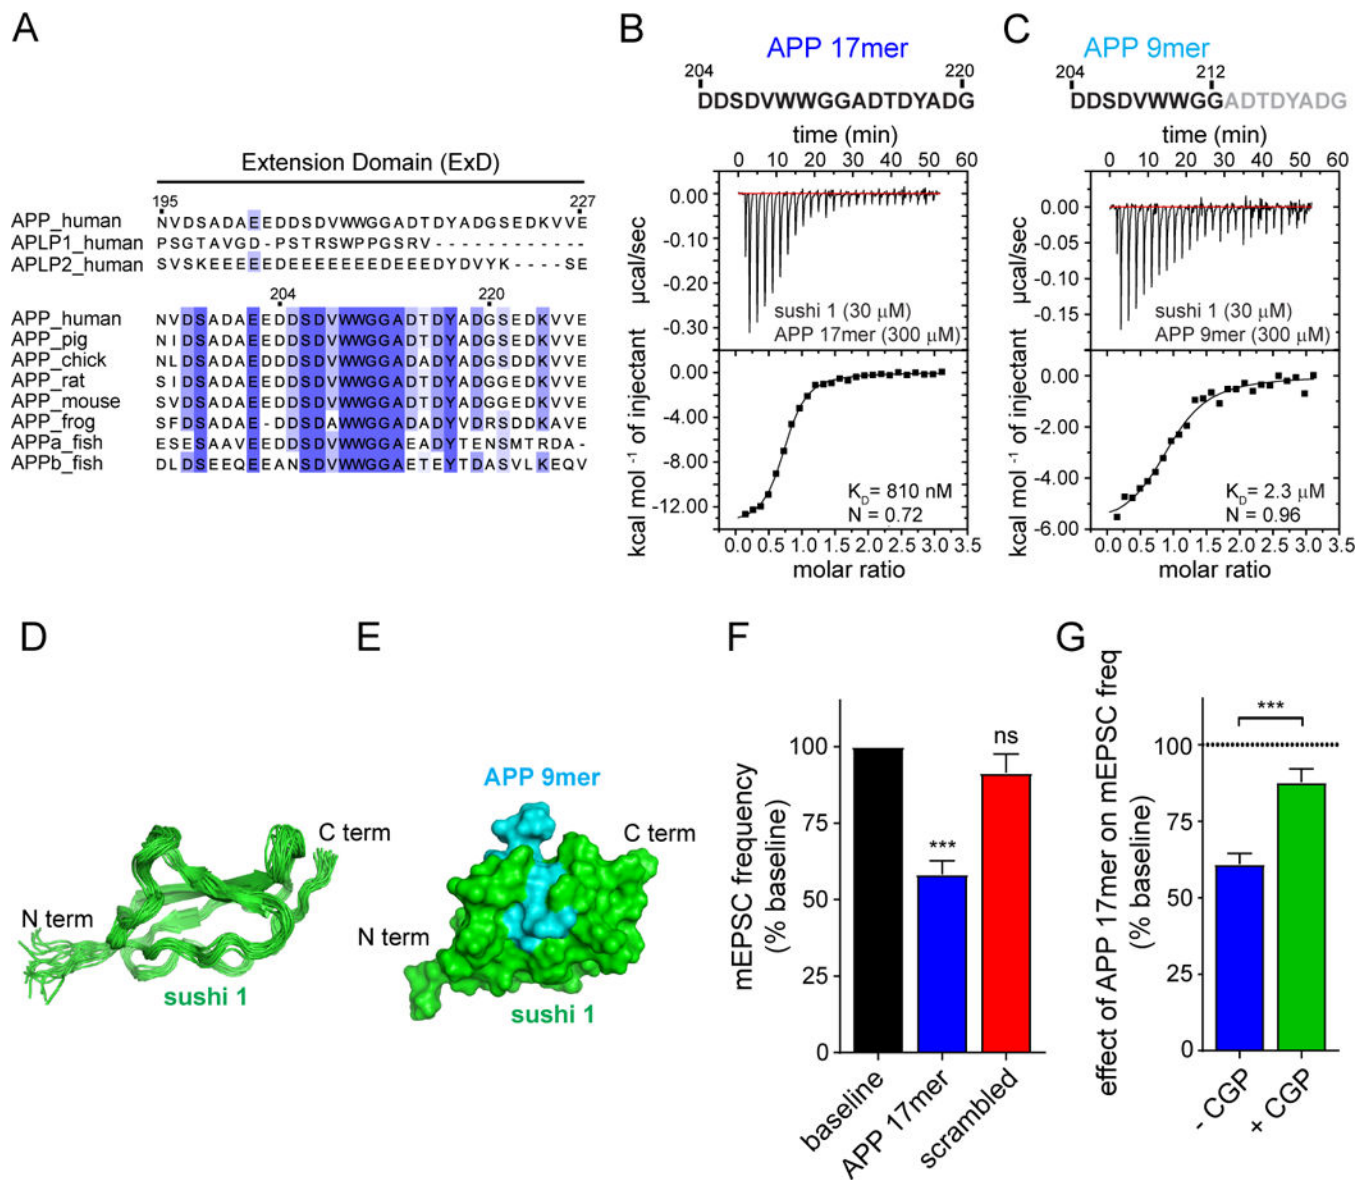 A
Extension Domain (ExD)
195 227
APP_human NVDSADAEEDDSDVWWGGADTDYADGSEDKVVE
APLP1_human PSGTAVGD-PSTRSWPPGSRV------------
APLP2_human SVSKEEEEEDEEEEEEEDEEEDYDVYK----SE
204 220
APP_human NVDSADAEEDDSDVWWGGADTDYADGSEDKVVE
APP_pig NIDSADAEEDDSDVWWGGADTDYADGSEDKVVE
APP_chick NLDSADAEEDDSDVWWGGADTDYADGSDDKVVE
APP_rat SIDSADAEEDDSDVWWGGADTDYADGGEDKVVE
APP_mouse SVDSADAEEDDSDVWWGGADTDYADGGEDKVVE
APP_frog SFDSADAE-DDSDAWWGGADADYVDRSDDKAVE
APPa_fish ESESAAVEEDDSDVWWGGAEADYTENSMTRDA-
APPb_fish DLDSEEQEEANSDVWWGGAETEYTDASVLKEQV
B
APP 17mer
204 220
DDSDVWWGGADTDYADG
time (min)
0 10 20 30 40 50 60
µcal/sec
0.00
-0.10
-0.20
-0.30
sushi 1 (30 µM)
APP 17mer (300 µM)
kcal mol -1 of injectant
0.00
-4.00
-8.00
-12.00
KD= 810 nM
N = 0.72
0.0 0.5 1.0 1.5 2.0 2.5 3.0 3.5
molar ratio
C
APP 9mer
204 212
DDSDVWWGGADTDYADG
time (min)
0 10 20 30 40 50 60
µcal/sec
0.00
-0.05
-0.10
-0.15
sushi 1 (30 µM)
APP 9mer (300 µM)
kcal mol -1 of injectant
0.00
-2.00
-4.00
-6.00
KD= 2.3 µM
N = 0.96
0.0 0.5 1.0 1.5 2.0 2.5 3.0 3.5
molar ratio
D
C term
N term
sushi 1
E
APP 9mer
C term
N term
sushi 1
F
mEPSC frequency
(% baseline)
100
75
50
25
0
***
ns
baseline
APP 17mer
scrambled
G
effect of APP 17mer on mEPSC freq
(% baseline)
100
75
50
25
0
***
- CGP
+ CGP